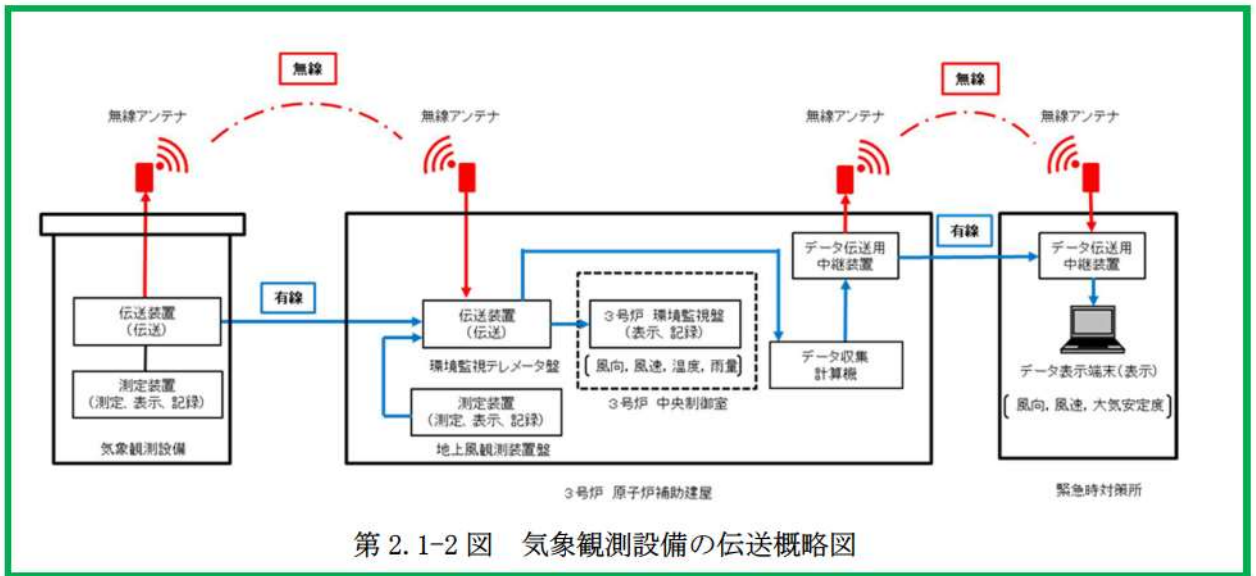 無線
無線
無線アンテナ
無線アンテナ
無線アンテナ
無線アンテナ
有線
有線
伝送装置
(伝送)
測定装置
(測定、表示、記録)
気象観測設備
伝送装置
(伝送)
環境監視テレメータ盤
測定装置
(測定、表示、記録)
地上風観測装置盤
3号炉 環境監視盤
(表示、記録)
風向，風速，温度，雨量
3号炉 中央制御室
データ伝送用
中継装置
データ収集
計算機
3号炉 原子炉補助建屋
データ伝送用
中継装置
データ表示端末(表示)
風向，風速，大気安定度
緊急時対策所
第 2.1-2 図　気象観測設備の伝送概略図